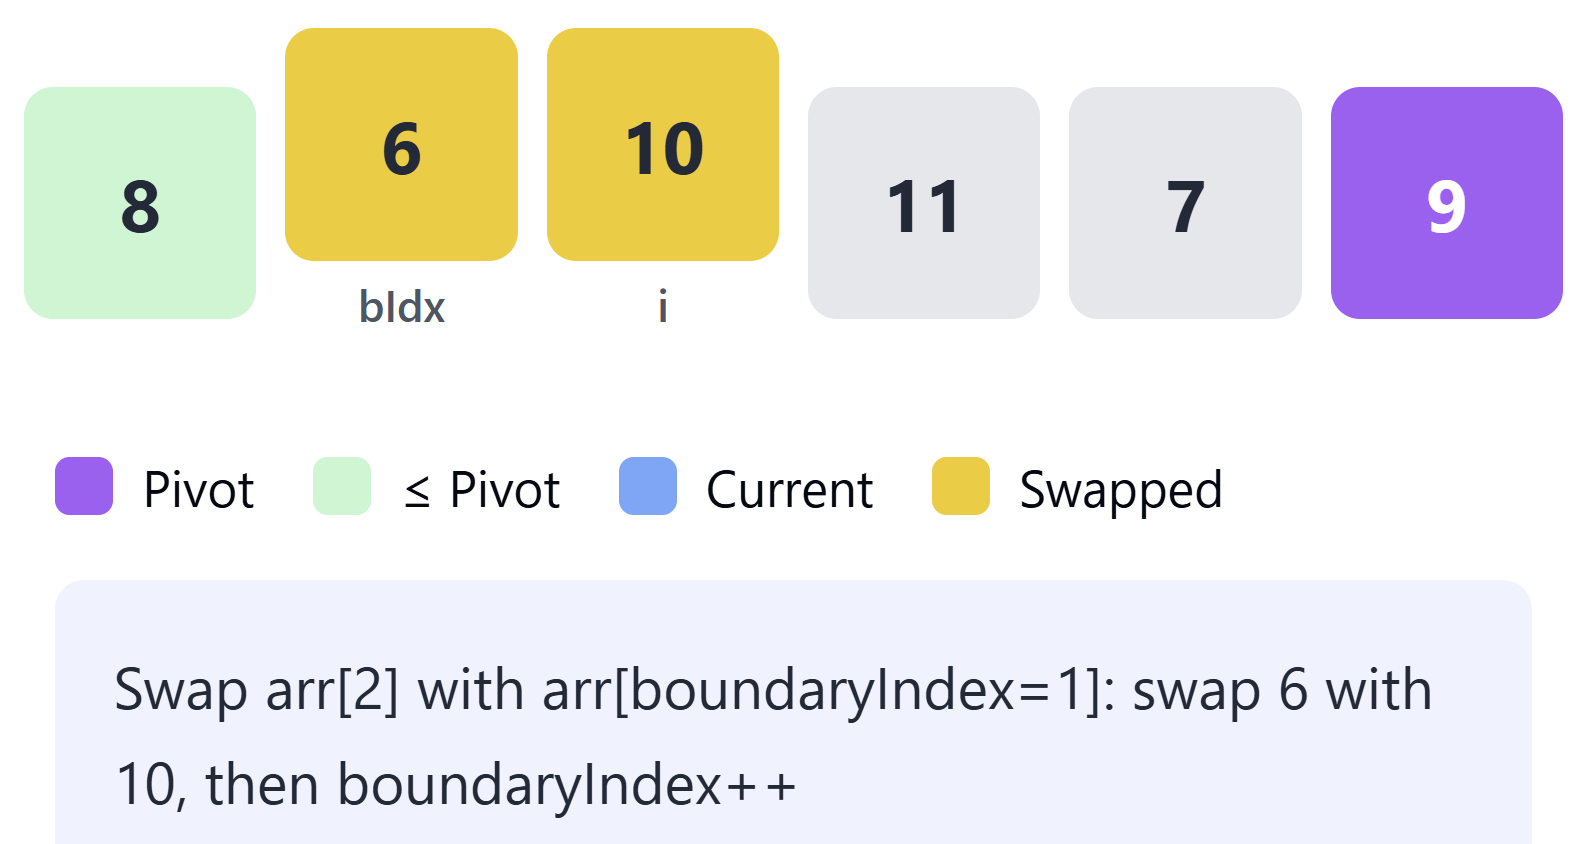 8 6 10 11 7 9
bIdx i
Pivot ≤ Pivot Current Swapped
Swap arr[2] with arr[boundaryIndex=1]: swap 6 with
10, then boundaryIndex++